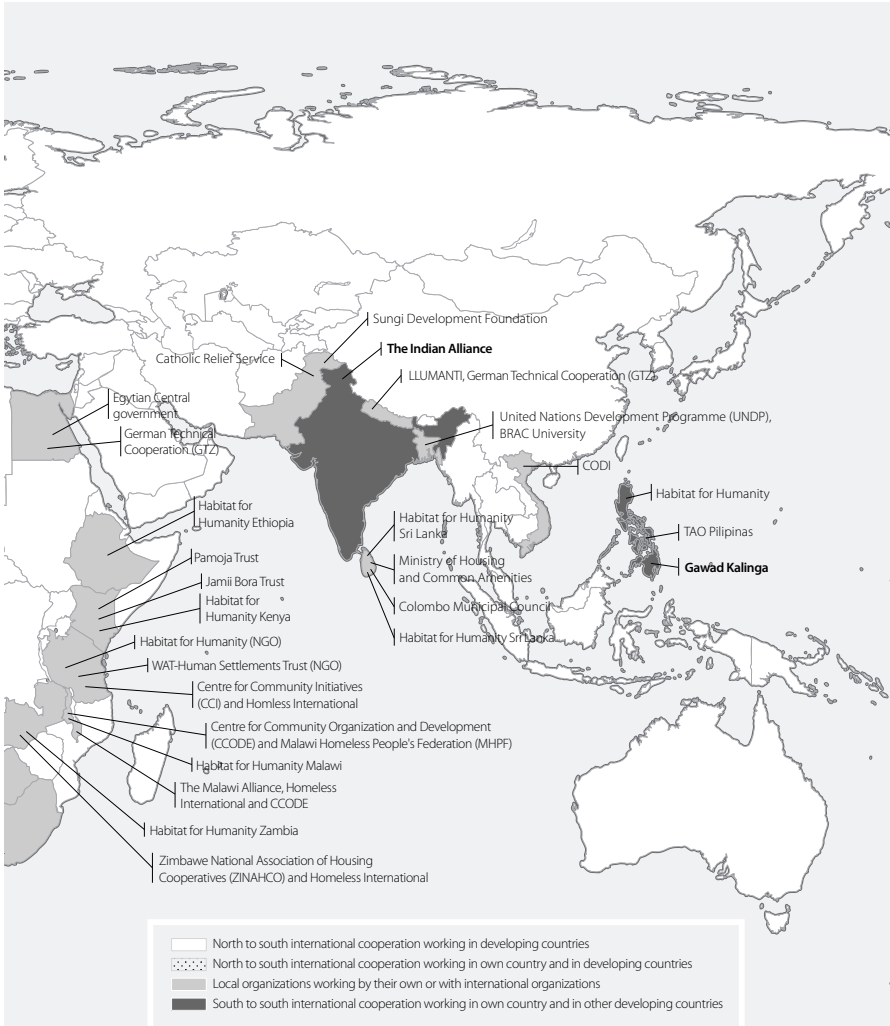 Sungi Development Foundation
The Indian Alliance
Catholic Relief Service
LLUMANTI, German Technical Cooperation (GTZ)
Egytian Central
government
German Technical
Cooperation (GTZ)
United Nations Development Programme (UNDP),
BRAC University
CODI
Habitat for Humanity
TAO Pilipinas
Gawad Kalinga
Habitat for
Humanity Ethiopia
Habitat for Humanity
Sri Lanka
Ministry of Housing
and Common Amenities
Colombo Municipal Council
Habitat for Humanity Sri Lanka
Pamoja Trust
Jamii Bora Trust
Habitat for
Humanity Kenya
Habitat for Humanity (NGO)
WAT-Human Settlements Trust (NGO)
Centre for Community Initiatives
(CCI) and Homless International
Centre for Community Organization and Development
(CCODE) and Malawi Homeless People's Federation (MHPF)
Habitat for Humanity Malawi
The Malawi Alliance, Homeless
International and CCODE
Habitat for Humanity Zambia
Zimbawe National Association of Housing
Cooperatives (ZINAHCO) and Homeless International
North to south international cooperation working in developing countries
North to south international cooperation working in own country and in developing countries
Local organizations working by their own or with international organizations
South to south international cooperation working in own country and in other developing countries